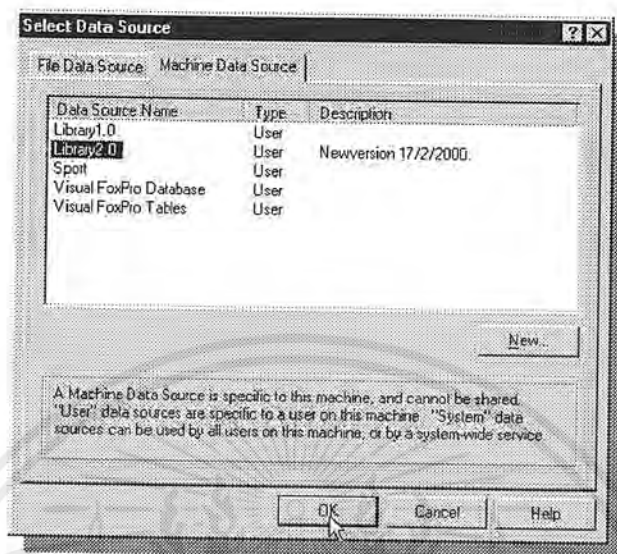 Select Data Source
File Data Source Machine Data Source
Data Source Name Type Description
Library1.0 User
Library2.0 User Newversion 17/2/2000.
Sport User
Visual FoxPro Database User
Visual FoxPro Tables User
New...
A Machine Data Source is specific to this machine, and cannot be shared.
"User" data sources are specific to a user on this machine. "System" data
sources can be used by all users on this machine, or by a system-wide service.
OK Cancel Help